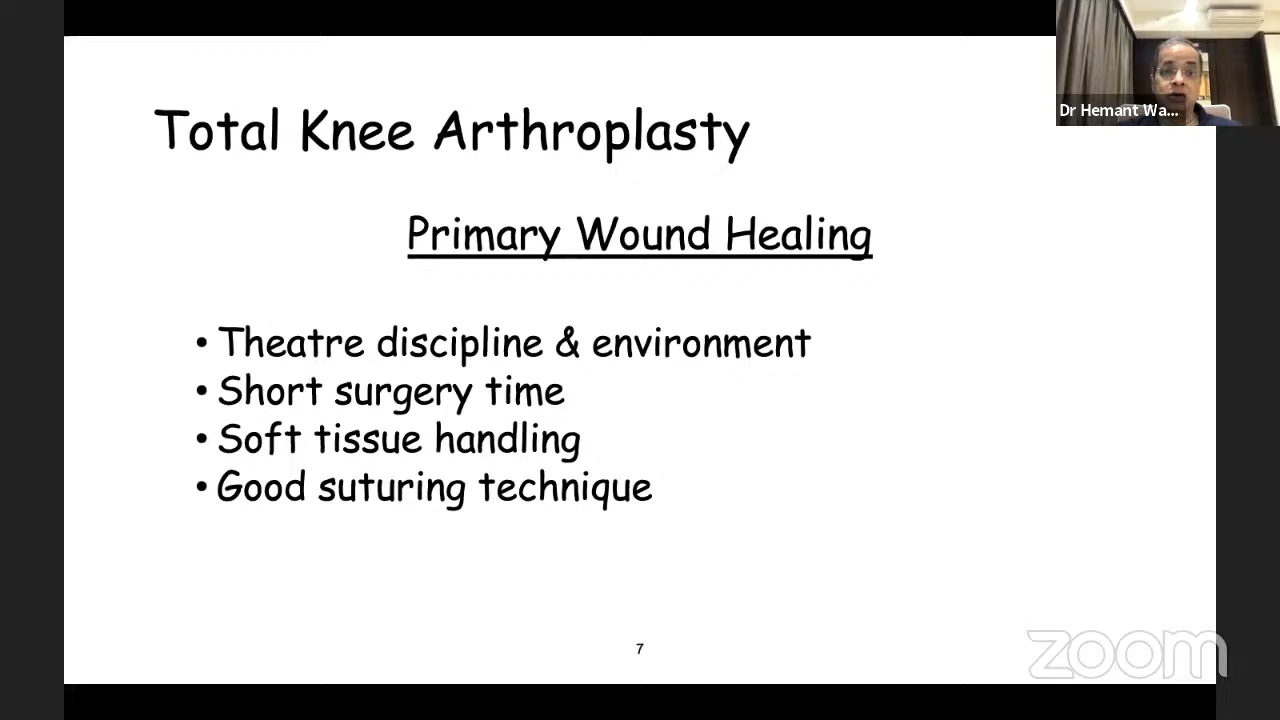 Dr Hemant Wa...
Total Knee Arthroplasty
Primary Wound Healing
• Theatre discipline & environment
• Short surgery time
• Soft tissue handling
• Good suturing technique
7
zoom